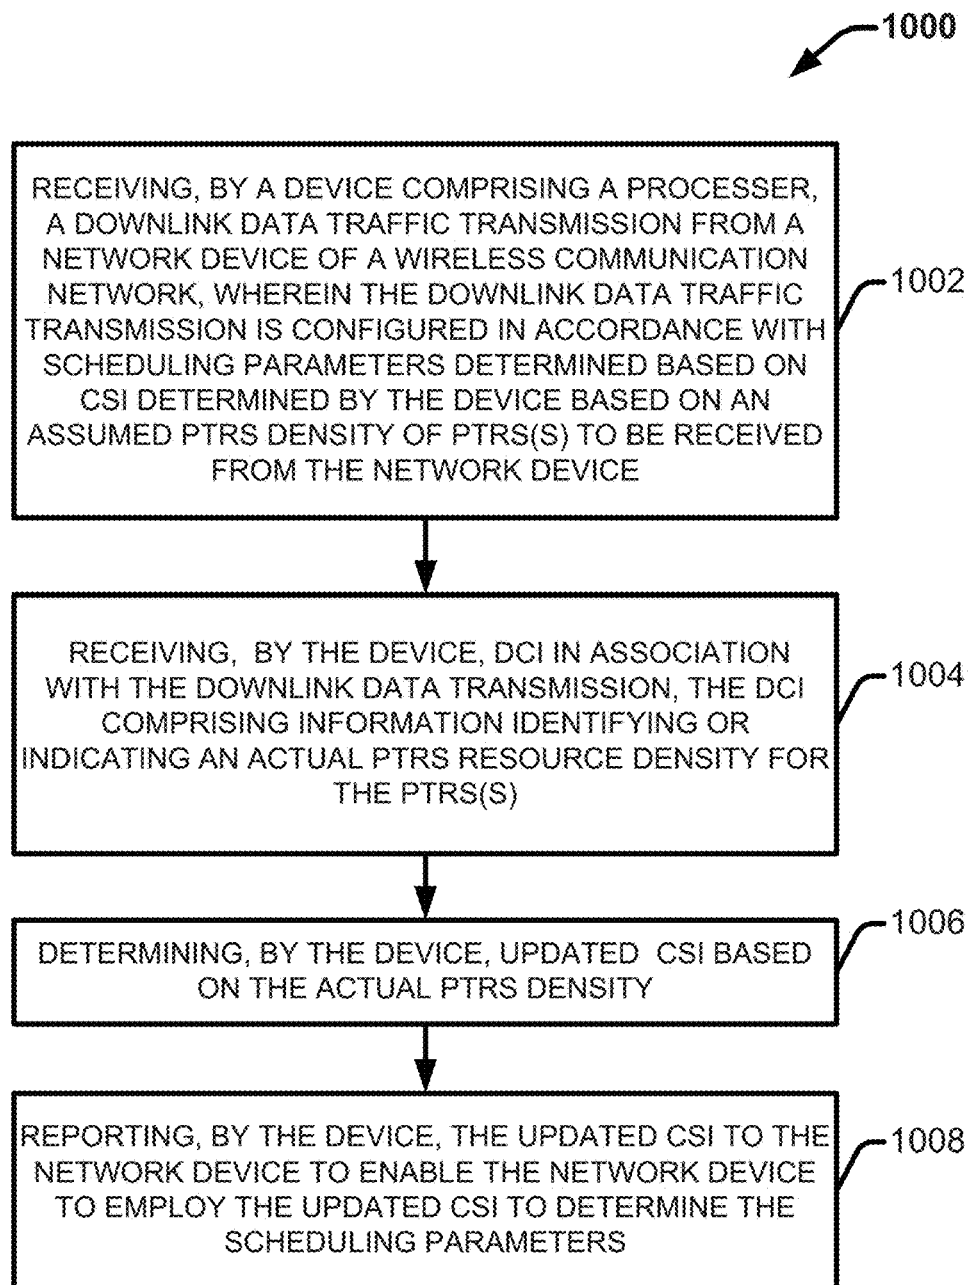 1000
RECEIVING, BY A DEVICE COMPRISING A PROCESSER,
A DOWNLINK DATA TRAFFIC TRANSMISSION FROM A
NETWORK DEVICE OF A WIRELESS COMMUNICATION
NETWORK, WHEREIN THE DOWNLINK DATA TRAFFIC
TRANSMISSION IS CONFIGURED IN ACCORDANCE WITH
SCHEDULING PARAMETERS DETERMINED BASED ON
CSI DETERMINED BY THE DEVICE BASED ON AN
ASSUMED PTRS DENSITY OF PTRS(S) TO BE RECEIVED
FROM THE NETWORK DEVICE
1002
RECEIVING, BY THE DEVICE, DCI IN ASSOCIATION
WITH THE DOWNLINK DATA TRANSMISSION, THE DCI
COMPRISING INFORMATION IDENTIFYING OR
INDICATING AN ACTUAL PTRS RESOURCE DENSITY FOR
THE PTRS(S)
1004
DETERMINING, BY THE DEVICE, UPDATED CSI BASED
ON THE ACTUAL PTRS DENSITY
1006
REPORTING, BY THE DEVICE, THE UPDATED CSI TO THE
NETWORK DEVICE TO ENABLE THE NETWORK DEVICE
TO EMPLOY THE UPDATED CSI TO DETERMINE THE
SCHEDULING PARAMETERS
1008